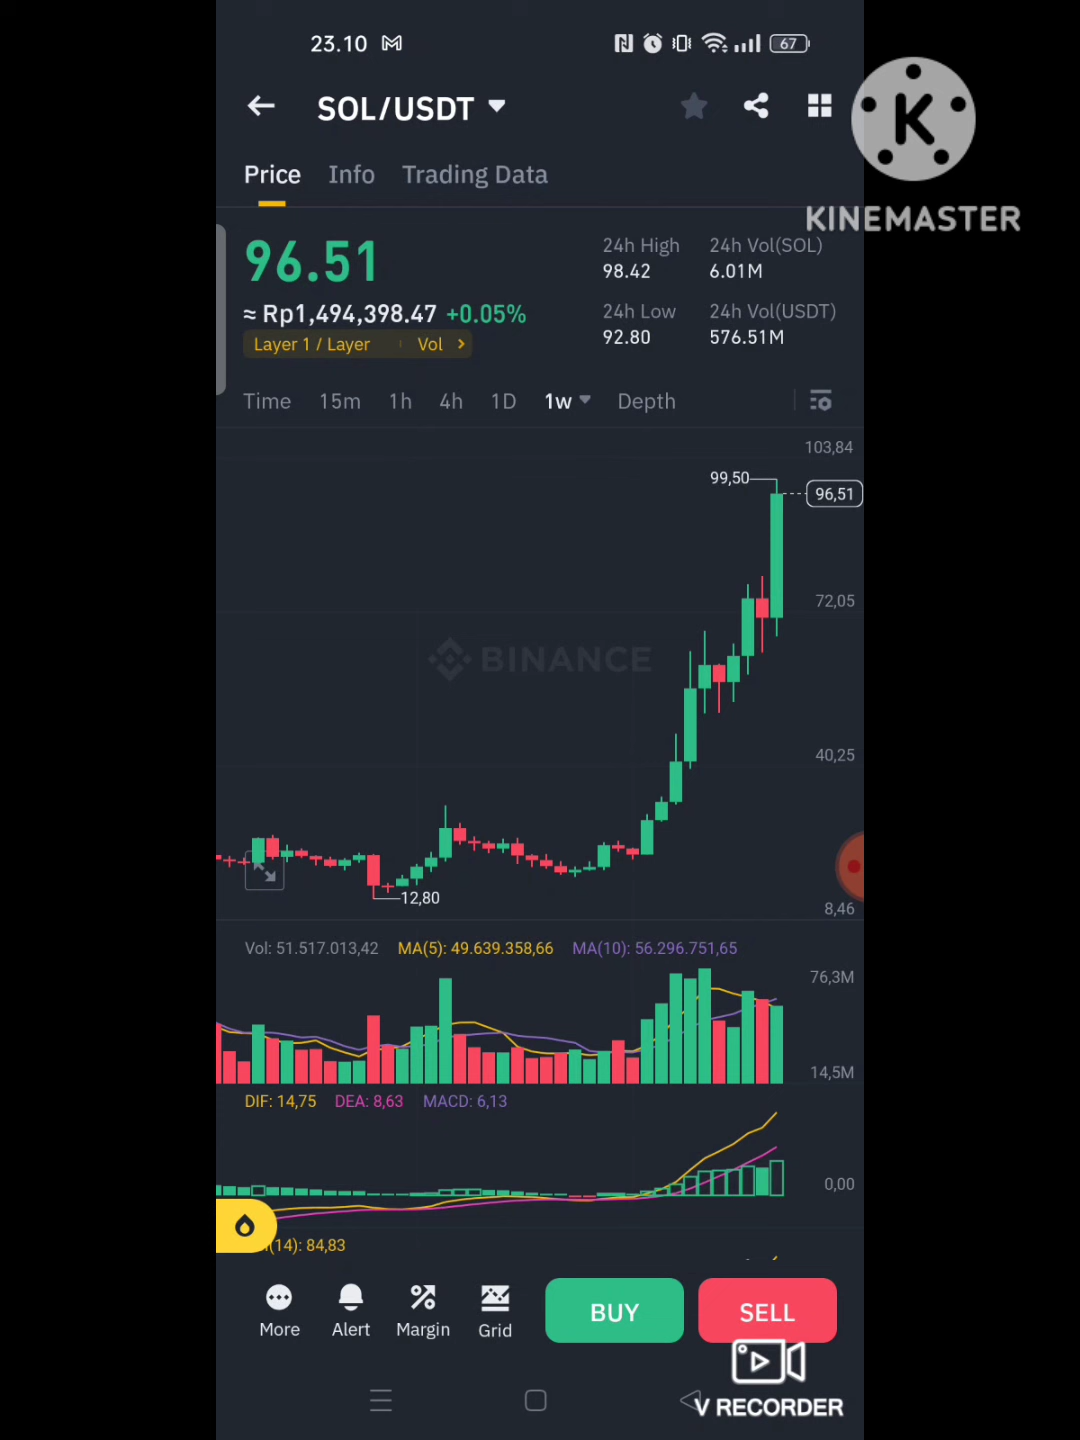 23.10
67
SOL/USDT
K
KINEMASTER
Price Info Trading Data
96.51
≈ Rp1,494,398.47 +0.05%
Layer 1 / Layer Vol
24h High 24h Vol(SOL)
98.42 6.01M
24h Low 24h Vol(USDT)
92.80 576.51M
Time 15m 1h 4h 1D 1w Depth
103,84
99,50
96,51
72,05
BINANCE
40,25
12,80
8,46
Vol: 51.517.013,42 MA(5): 49.639.358,66 MA(10): 56.296.751,65
76,3M
14,5M
DIF: 14,75 DEA: 8,63 MACD: 6,13
0,00
(14): 84,83
More Alert Margin Grid
BUY SELL
V RECORDER